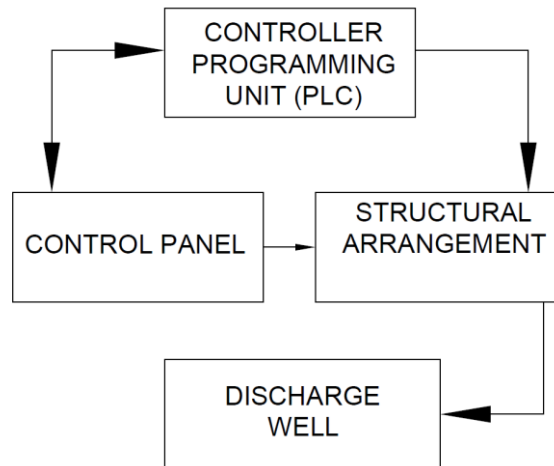 CONTROLLER
PROGRAMMING
UNIT (PLC)
CONTROL PANEL
STRUCTURAL
ARRANGEMENT
DISCHARGE
WELL